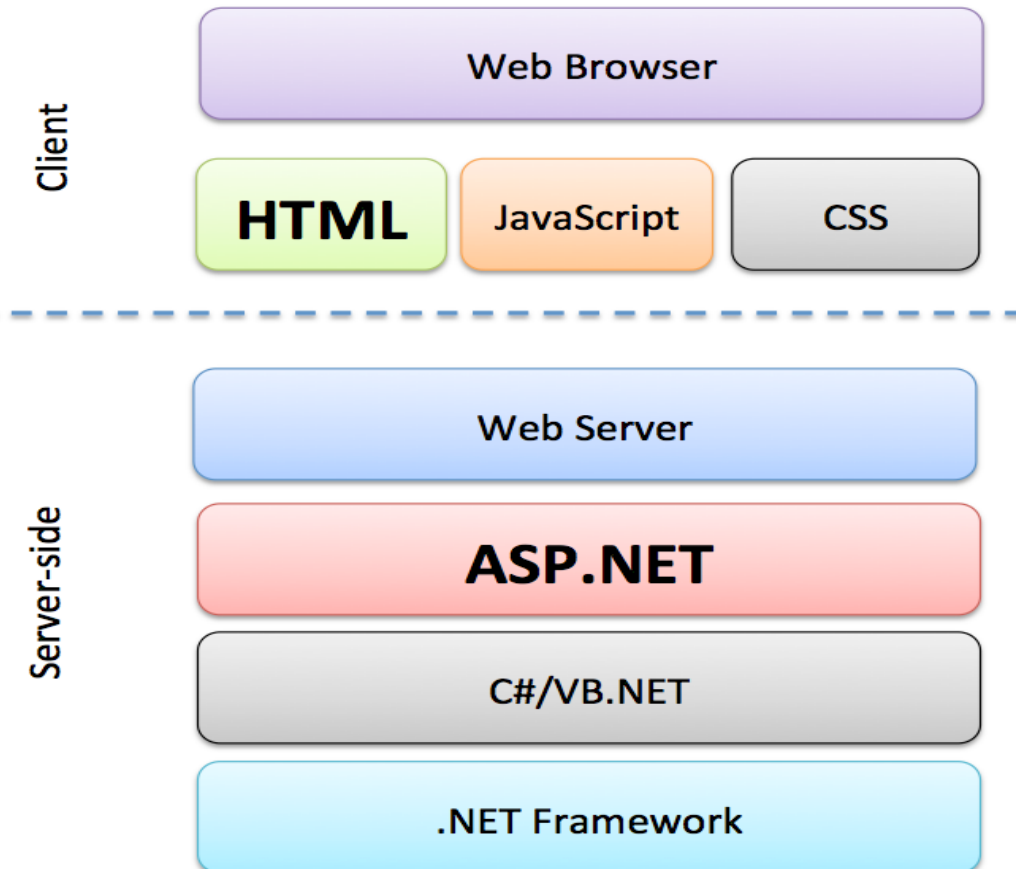 Client
Web Browser
HTML
JavaScript
CSS
Server-side
Web Server
ASP.NET
C#/VB.NET
.NET Framework